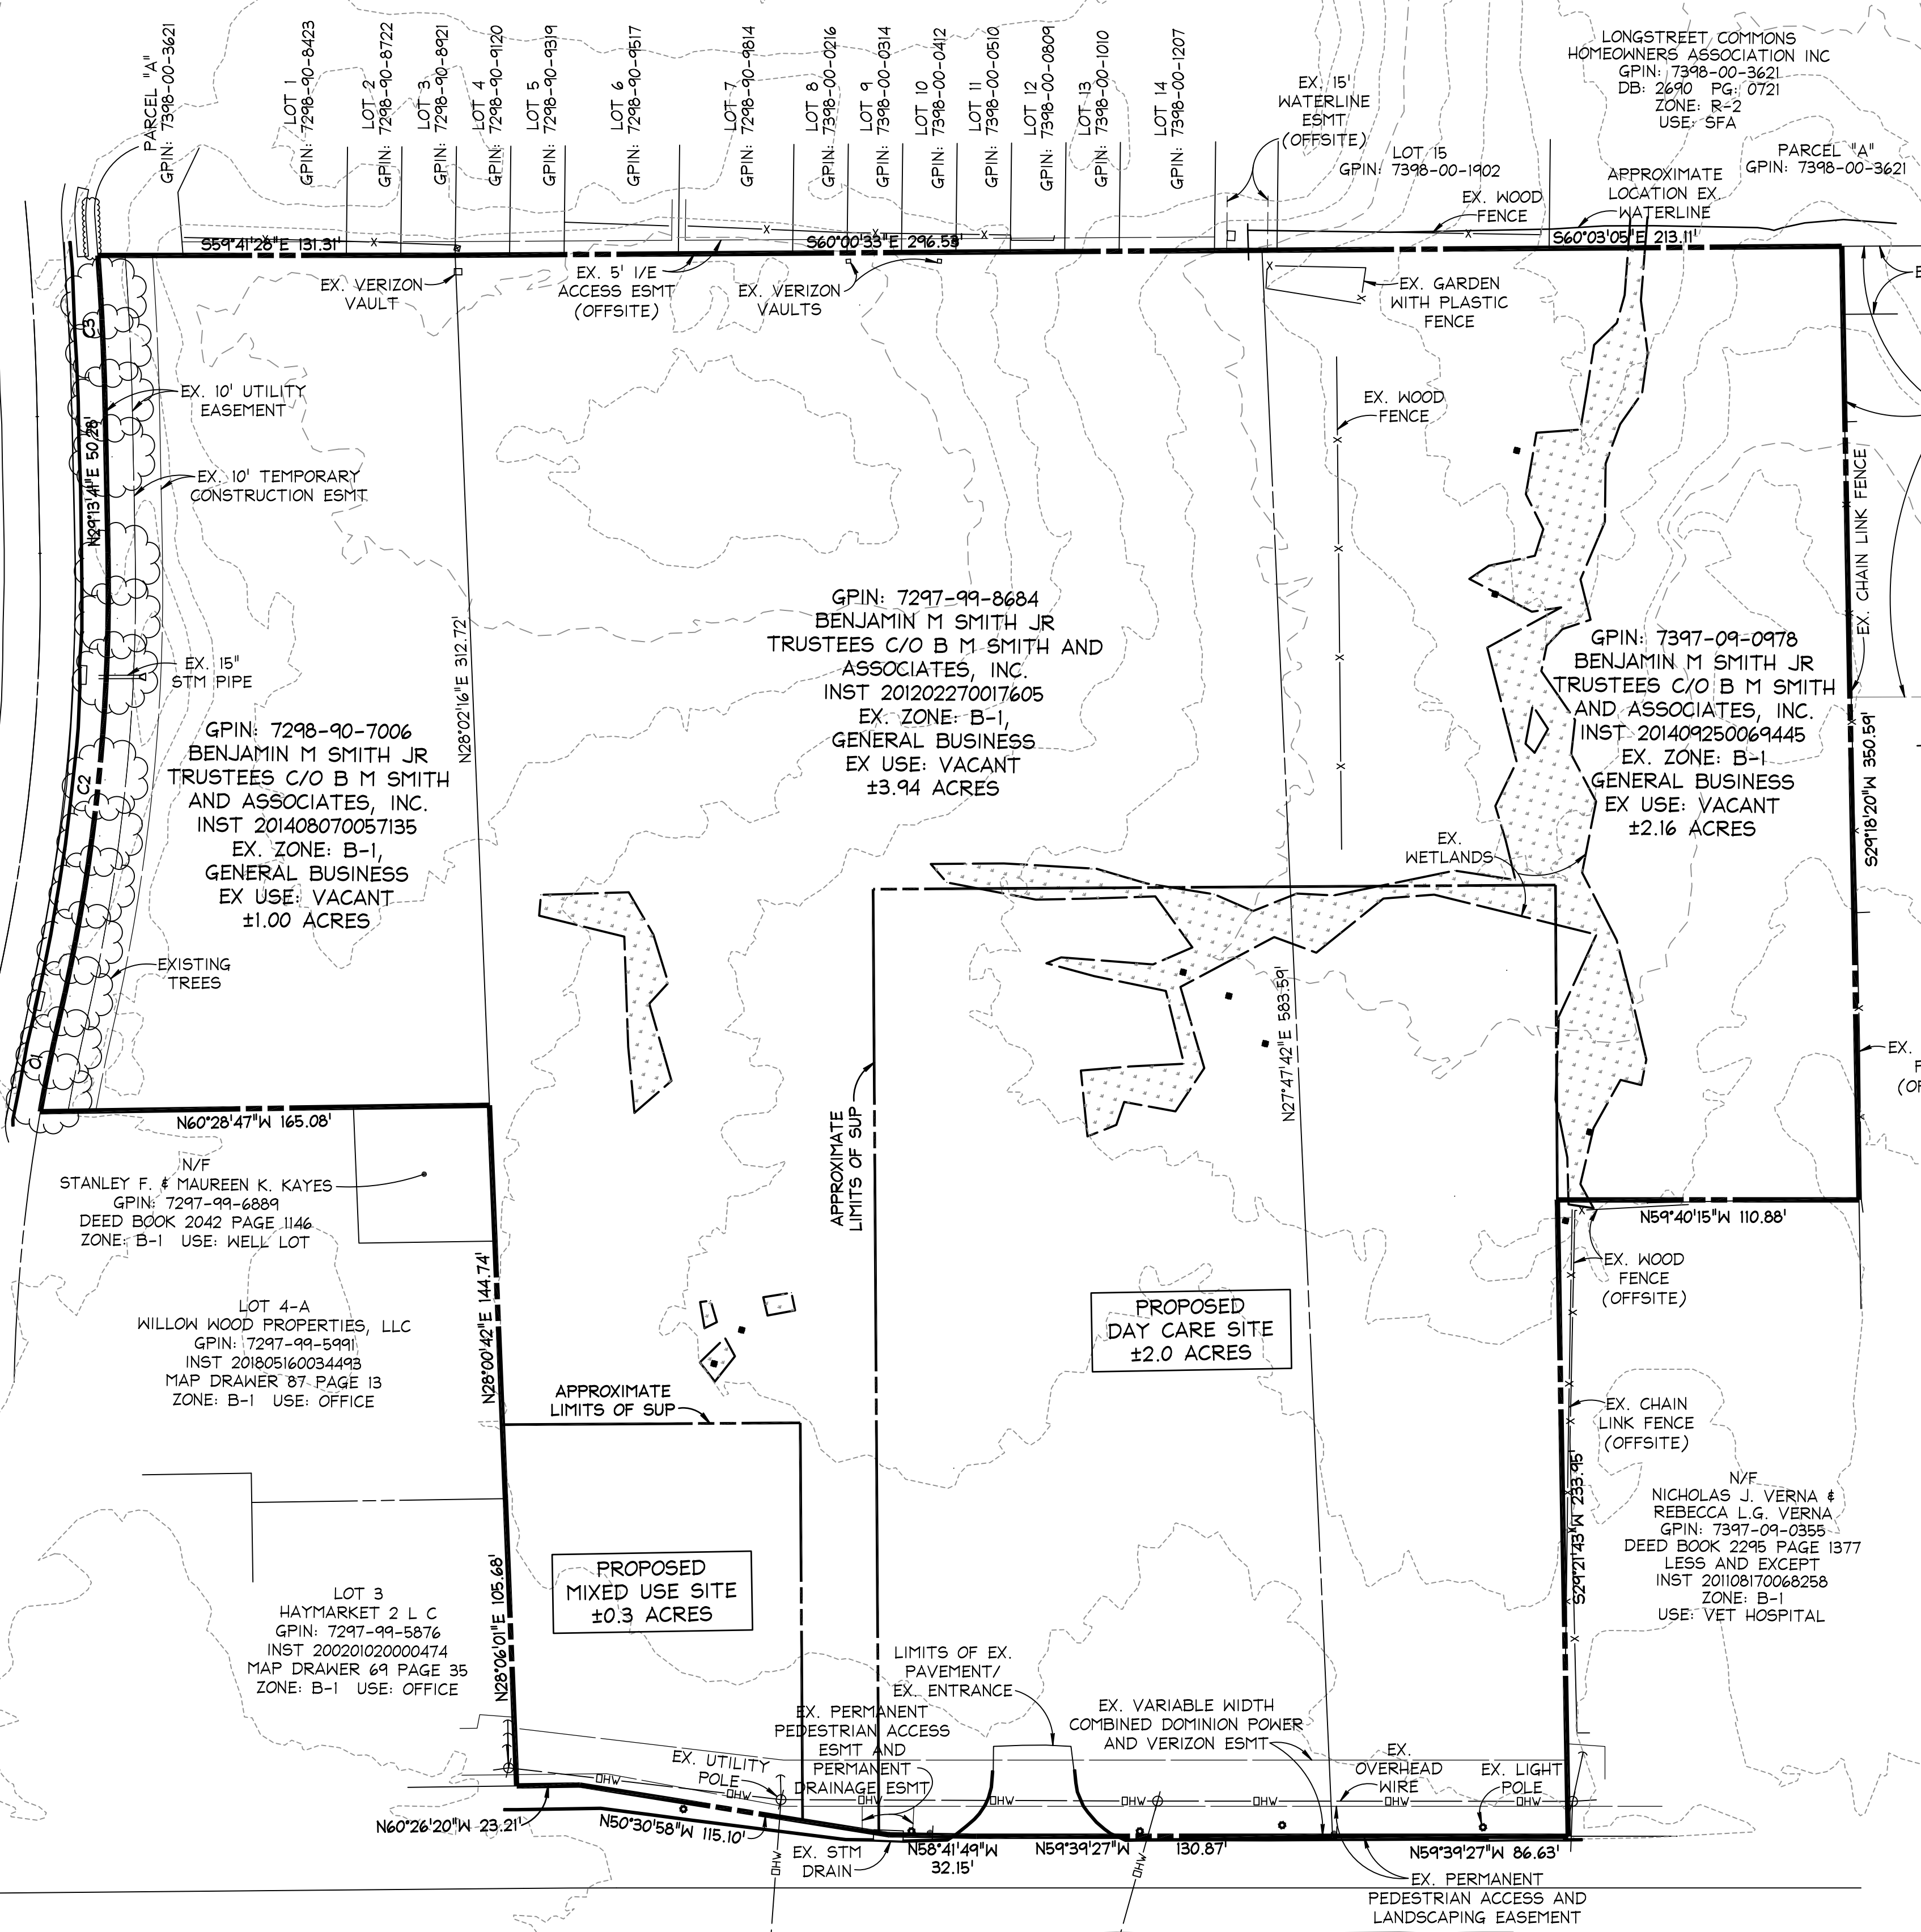 PARCEL "A"
GPIN: 7398-00-3621
LOT 1
GPIN: 7298-90-8423
LOT 2
GPIN: 7298-90-8722
LOT 3
GPIN: 7298-90-8921
LOT 4
GPIN: 7298-90-9120
LOT 5
GPIN: 7298-90-9319
LOT 6
GPIN: 7298-90-9517
LOT 7
GPIN: 7298-90-9814
LOT 8
GPIN: 7398-00-0216
LOT 9
GPIN: 7398-00-0314
LOT 10
GPIN: 7398-00-0412
LOT 11
GPIN: 7398-00-0510
LOT 12
GPIN: 7398-00-0809
LOT 13
GPIN: 7398-00-1010
LOT 14
GPIN: 7398-00-1207
EX. 15'
WATERLINE
ESMT
(OFFSITE)
LOT 15
GPIN: 7398-00-1902
LONGSTREET COMMONS
HOMEOWNERS ASSOCIATION INC
GPIN: 7398-00-3621
DB: 2690 PG: 0721
ZONE: R-2
USE: SFA
PARCEL "A"
GPIN: 7398-00-3621
APPROXIMATE
LOCATION EX.
WATERLINE
EX. WOOD
FENCE
S59°41'28"E 131.31'
S60°00'33"E 296.53'
S60°03'05"E 213.11'
EX. VERIZON
VAULT
EX. 5' I/E
ACCESS ESMT
(OFFSITE)
EX. VERIZON
VAULTS
EX. GARDEN
WITH PLASTIC
FENCE
C3
EX. 10' UTILITY
EASEMENT
EX. WOOD
FENCE
N29°13'41"E 50.28'
EX. 10' TEMPORARY
CONSTRUCTION ESMT
EX. CHAIN LINK FENCE
EX. 15"
STM PIPE
N28°02'16"E 312.72'
GPIN: 7297-99-8684
BENJAMIN M SMITH JR
TRUSTEES C/O B M SMITH AND
ASSOCIATES, INC.
INST 201202270017605
EX. ZONE: B-1,
GENERAL BUSINESS
EX USE: VACANT
±3.94 ACRES
GPIN: 7397-09-0978
BENJAMIN M SMITH JR
TRUSTEES C/O B M SMITH
AND ASSOCIATES, INC.
INST 201409250069445
EX. ZONE: B-1
GENERAL BUSINESS
EX USE: VACANT
±2.16 ACRES
GPIN: 7298-90-7006
BENJAMIN M SMITH JR
TRUSTEES C/O B M SMITH
AND ASSOCIATES, INC.
INST 201408070057135
EX. ZONE: B-1,
GENERAL BUSINESS
EX USE: VACANT
±1.00 ACRES
C2
S29°18'20"W 350.59'
EX.
WETLANDS
EXISTING
TREES
C1
N27°47'42"E 583.59'
EX.
APPROXIMATE
LIMITS OF SUP
N60°28'47"W 165.08'
N/F
STANLEY F. & MAUREEN K. KAYES
GPIN: 7297-99-6889
DEED BOOK 2042 PAGE 1146
ZONE: B-1 USE: WELL LOT
N59°40'15"W 110.88'
EX. WOOD
FENCE
(OFFSITE)
LOT 4-A
WILLOW WOOD PROPERTIES, LLC
GPIN: 7297-99-5991
INST 201805160034493
MAP DRAWER 87 PAGE 13
ZONE: B-1 USE: OFFICE
N28°00'42"E 144.74'
PROPOSED
DAY CARE SITE
±2.0 ACRES
APPROXIMATE
LIMITS OF SUP
EX. CHAIN
LINK FENCE
(OFFSITE)
S29°21'43"W 233.95'
N/F
NICHOLAS J. VERNA &
REBECCA L.G. VERNA
GPIN: 7397-09-0355
DEED BOOK 2295 PAGE 1377
LESS AND EXCEPT
INST 201108170068258
ZONE: B-1
USE: VET HOSPITAL
PROPOSED
MIXED USE SITE
±0.3 ACRES
LOT 3
HAYMARKET 2 L C
GPIN: 7297-99-5876
INST 200201020000474
MAP DRAWER 69 PAGE 35
ZONE: B-1 USE: OFFICE
N28°06'01"E 105.68'
LIMITS OF EX.
PAVEMENT/
EX. ENTRANCE
EX. PERMANENT
PEDESTRIAN ACCESS
ESMT AND
PERMANENT
DRAINAGE ESMT
EX. VARIABLE WIDTH
COMBINED DOMINION POWER
AND VERIZON ESMT
EX. UTILITY
POLE
EX.
OVERHEAD
WIRE
EX. LIGHT
POLE
OHW
OHW
OHW
OHW
OHW
OHW
OHW
OHW
OHW
OHW
N60°26'20"W 23.21'
N50°30'58"W 115.10'
EX. STM
DRAIN
N58°41'49"W
32.15'
N59°39'27"W 130.87'
N59°39'27"W 86.63'
EX. PERMANENT
PEDESTRIAN ACCESS AND
LANDSCAPING EASEMENT